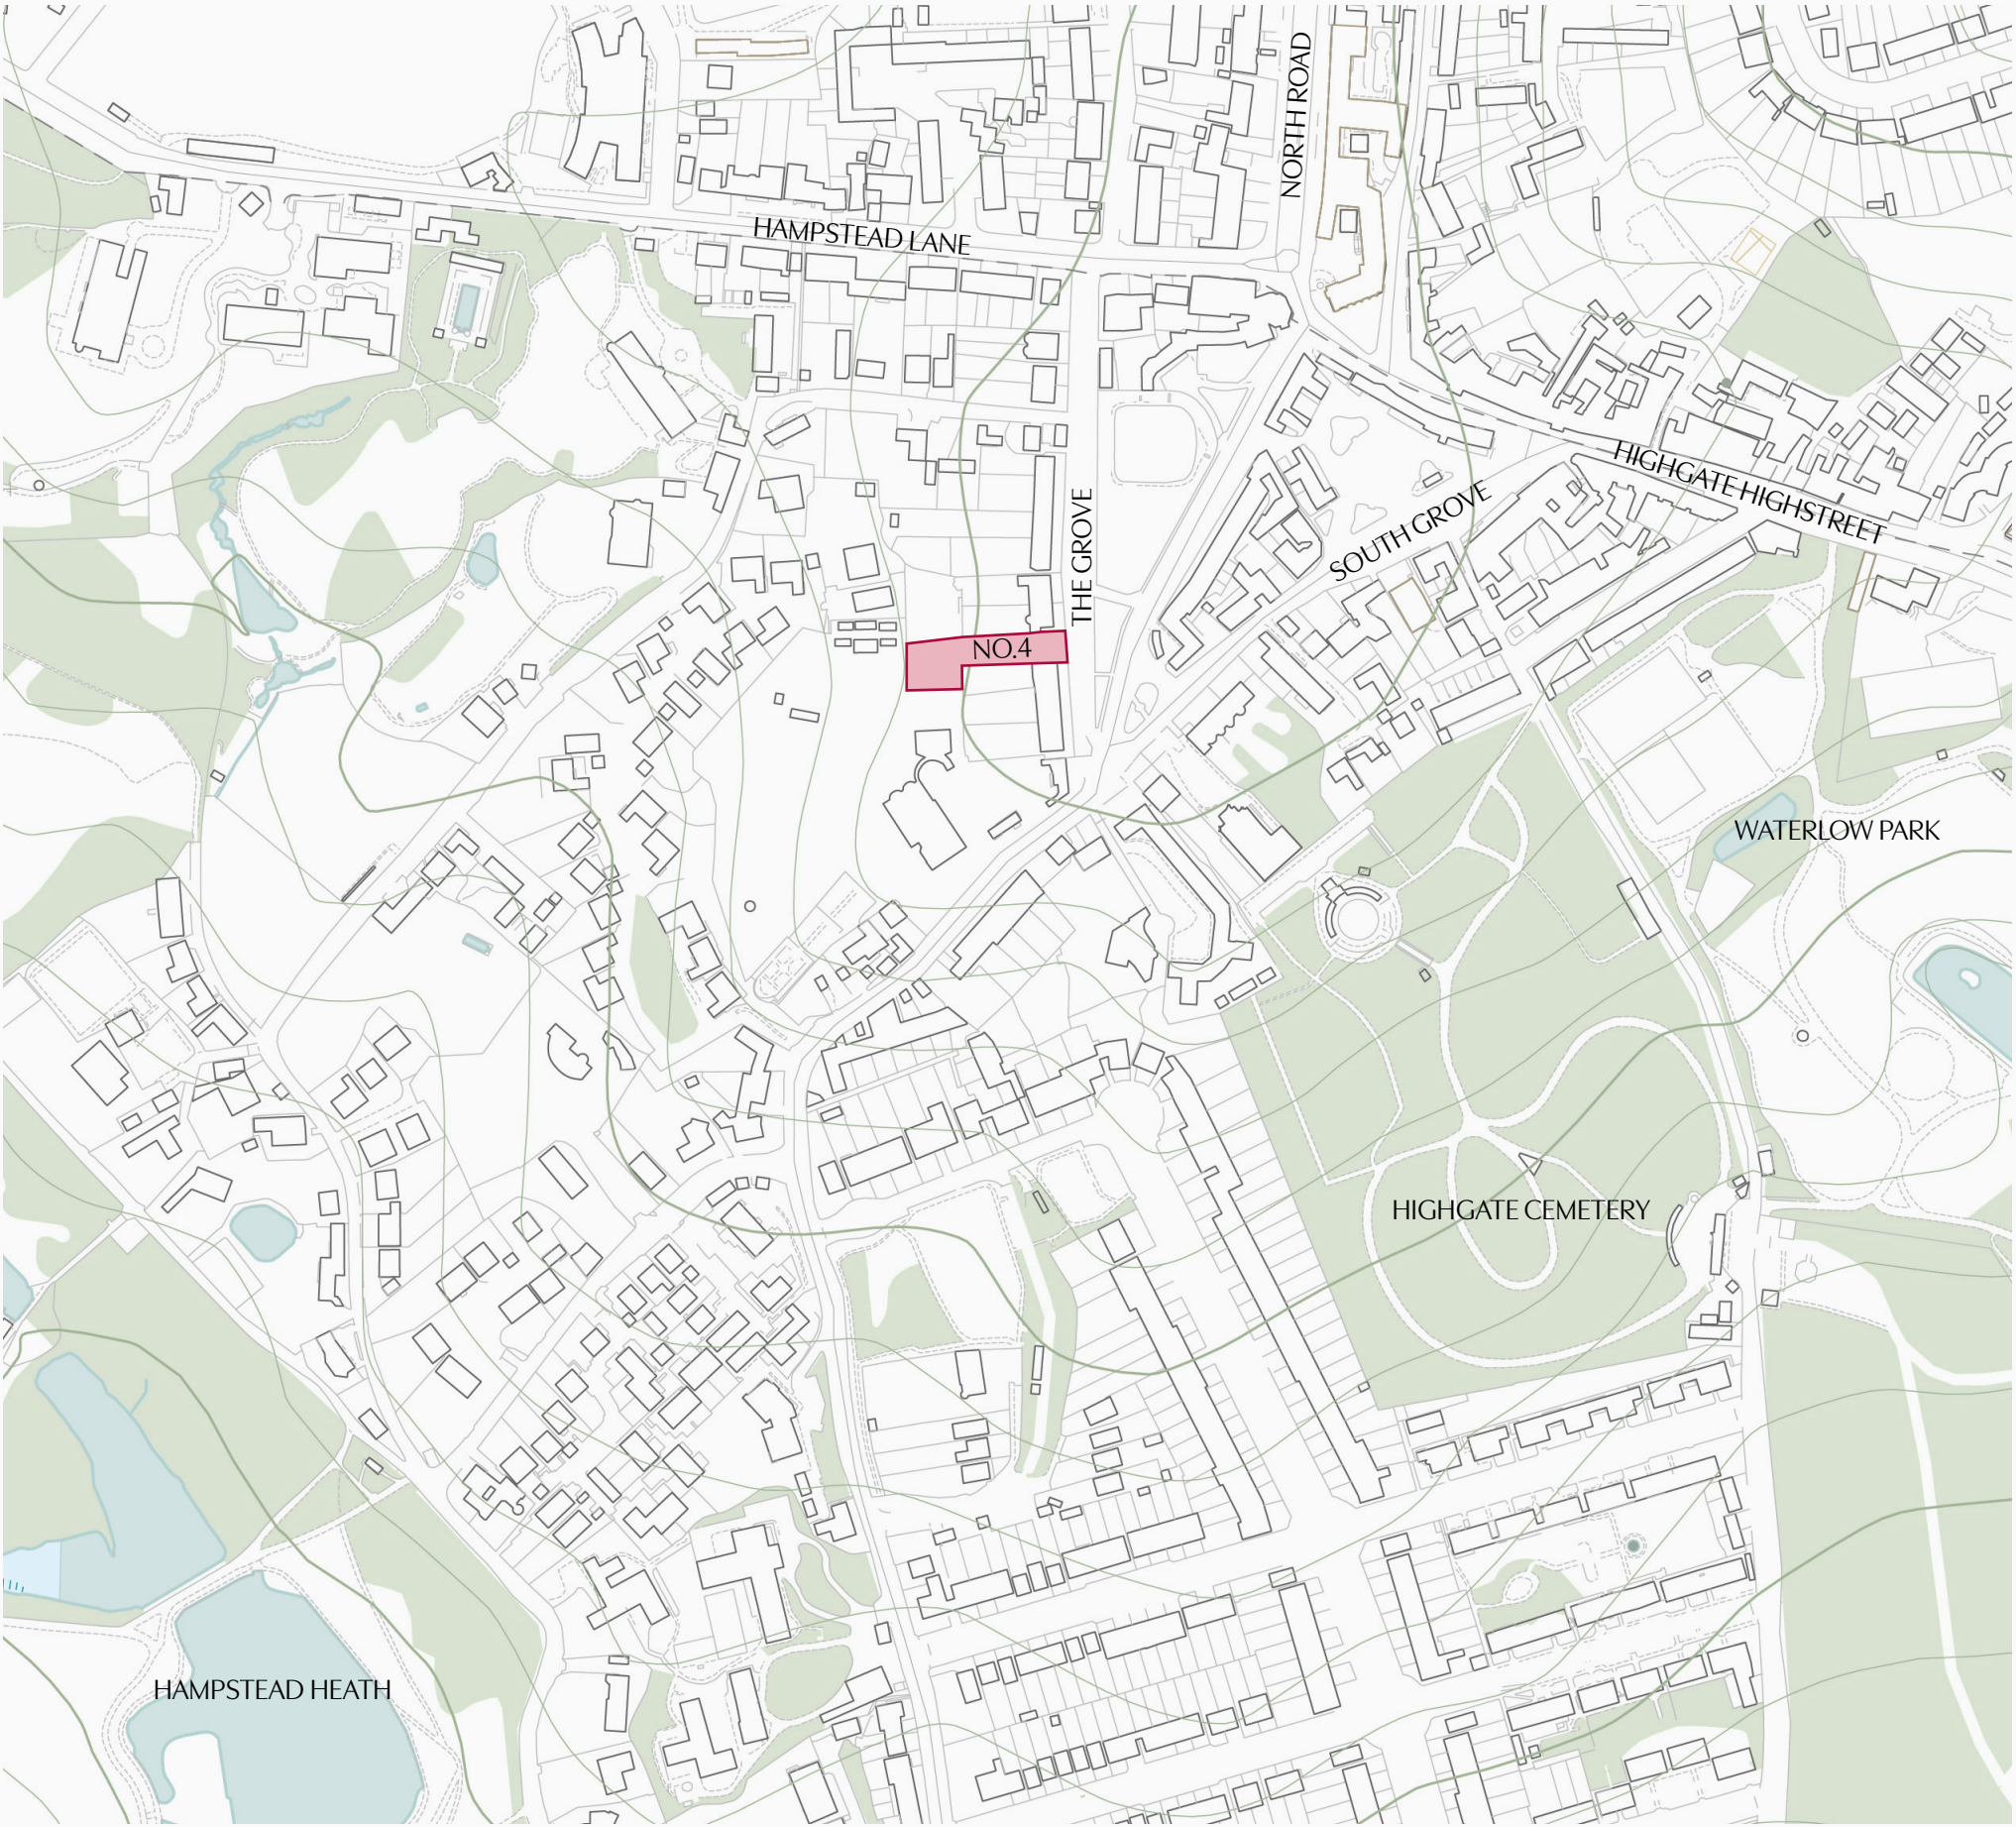 NORTH ROAD
HAMPSTEAD LANE
HIGHGATE HIGHSTREET
SOUTH GROVE
THE GROVE
NO.4
WATERLOW PARK
HIGHGATE CEMETERY
HAMPSTEAD HEATH